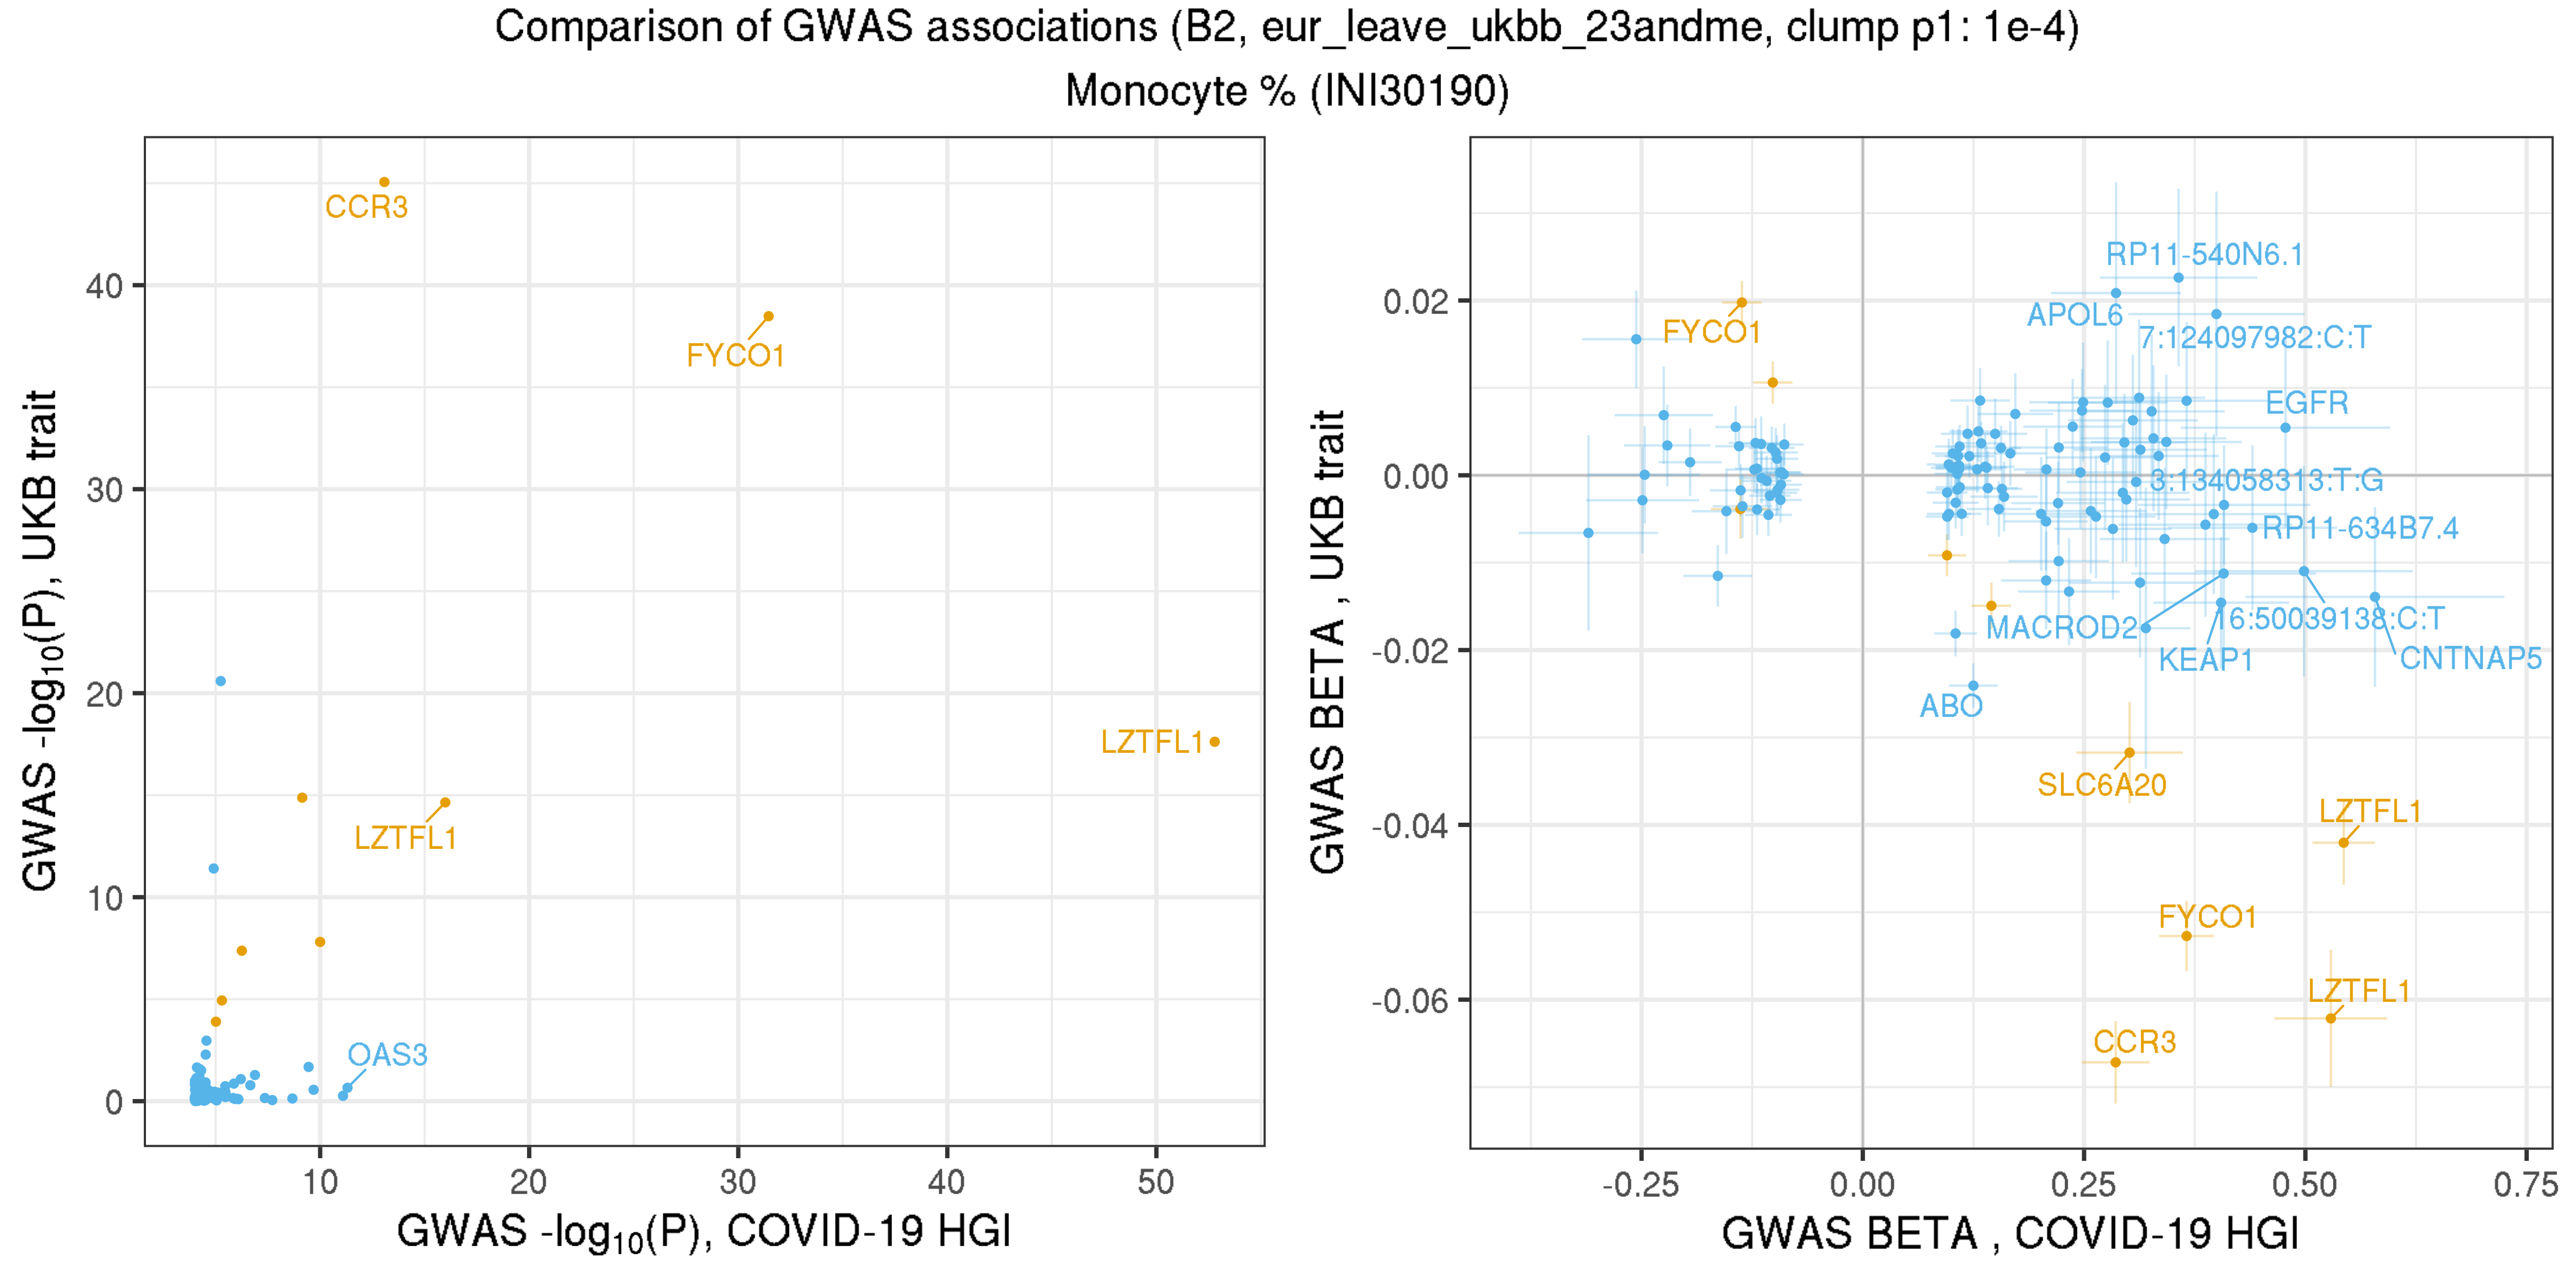 Comparison of GWAS associations (B2, eur_leave_ukbb_23andme, clump p1: 1e-4)
Monocyte % (INI30190)
GWAS -log10(P), UKB trait
40
30
20
10
0
CCR3
FYCO1
LZTFL1
LZTFL1
OAS3
10
20
30
40
50
GWAS -log10(P), COVID-19 HGI
GWAS BETA , UKB trait
0.02
0.00
-0.02
-0.04
-0.06
RP11-540N6.1
APOL6
FYCO1
7:124097982:C:T
EGFR
3:134058313:T:G
RP11-634B7.4
MACROD2
16:50039138:C:T
KEAP1
CNTNAP5
ABO
SLC6A20
LZTFL1
FYCO1
LZTFL1
CCR3
-0.25
0.00
0.25
0.50
0.75
GWAS BETA , COVID-19 HGI